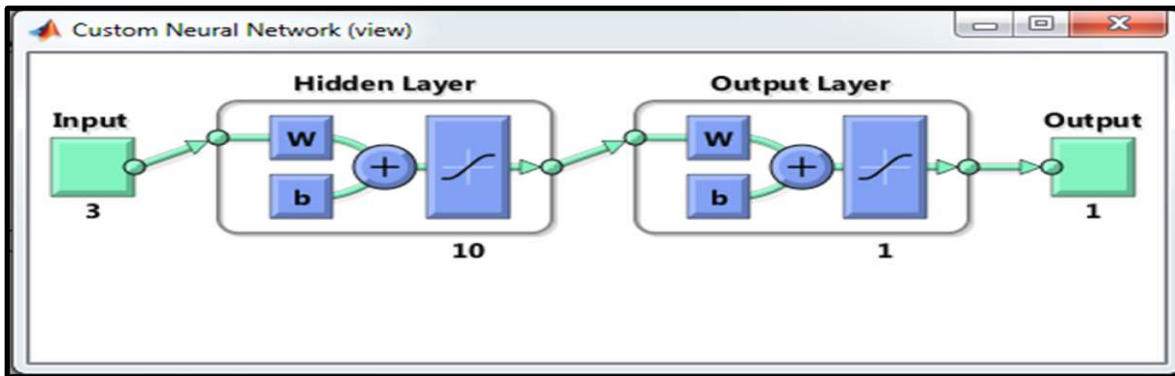 Custom Neural Network (view)
Hidden Layer
Output Layer
Input
Output
W
W
b
b
3
10
1
1